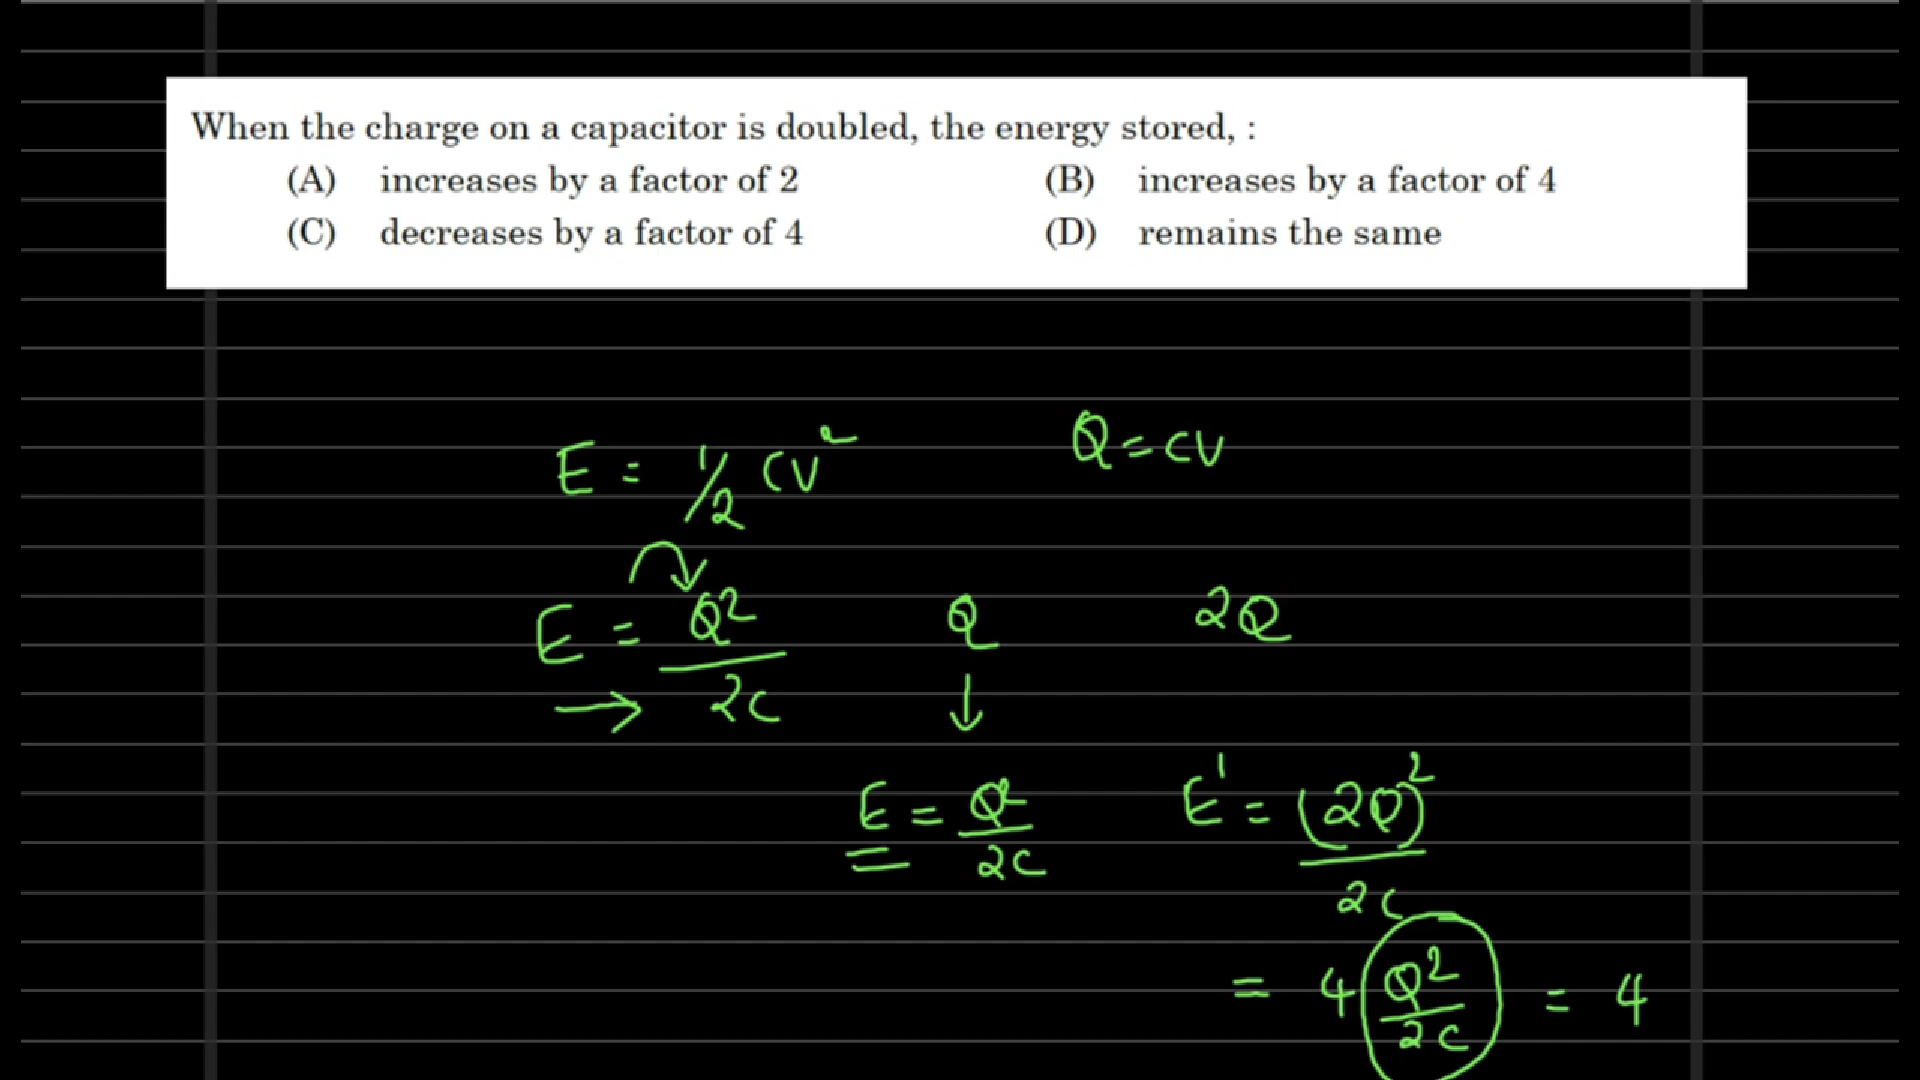 When the charge on a capacitor is doubled, the energy stored, :
(A) increases by a factor of 2 (B) increases by a factor of 4
(C) decreases by a factor of 4 (D) remains the same
E = 1/2 CV² Q = CV
E = Q²/2C Q 2Q
→ ↓
E = Q²/2C E' = (2Q)²/2C
= 4 Q²/2C = 4